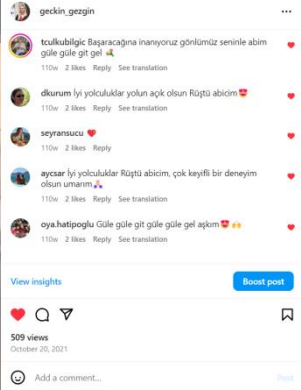 geckin_gezgin
tculkubilgic Başaracağına inanıyoruz gönlümüz seninle abim
güle güle git gel
110w 2 likes Reply See translation
dkurum İyi yolculuklar yolun açık olsun Rüştü abicim
110w 2 likes Reply See translation
seyransucu
110w 2 likes Reply
aycsar İyi yolculuklar Rüştü abicim, çok keyifli bir deneyim
olsun umarım
110w 2 likes Reply See translation
oya.hatipoglu Güle güle git güle güle gel aşkım
110w 2 likes Reply See translation
View insights
Boost post
509 views
October 20, 2021
Add a comment...
Post